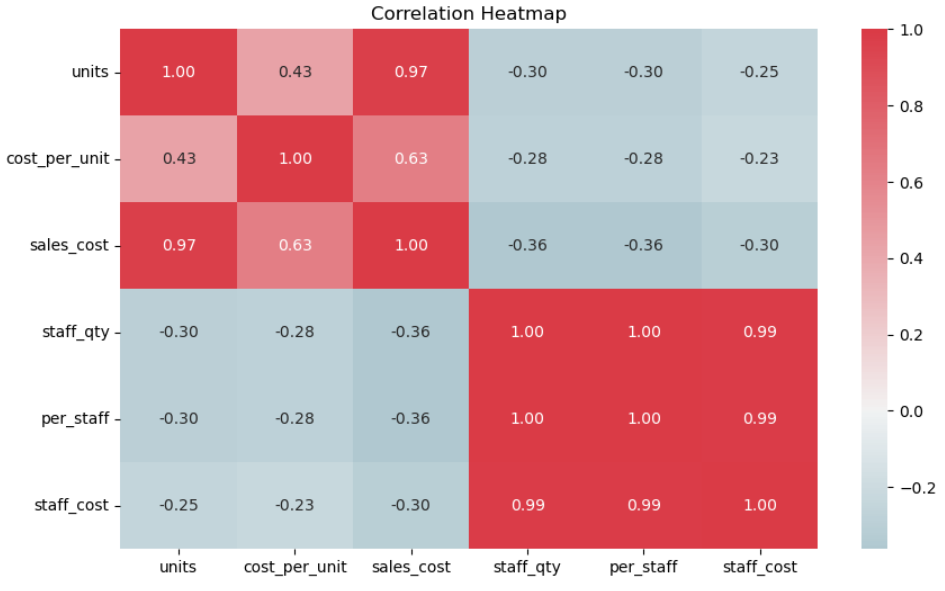 Correlation Heatmap
units 1.00 0.43 0.97 -0.30 -0.30 -0.25
cost_per_unit 0.43 1.00 0.63 -0.28 -0.28 -0.23
sales_cost 0.97 0.63 1.00 -0.36 -0.36 -0.30
staff_qty -0.30 -0.28 -0.36 1.00 1.00 0.99
per_staff -0.30 -0.28 -0.36 1.00 1.00 0.99
staff_cost -0.25 -0.23 -0.30 0.99 0.99 1.00
units cost_per_unit sales_cost staff_qty per_staff staff_cost
1.0
0.8
0.6
0.4
0.2
0.0
−0.2